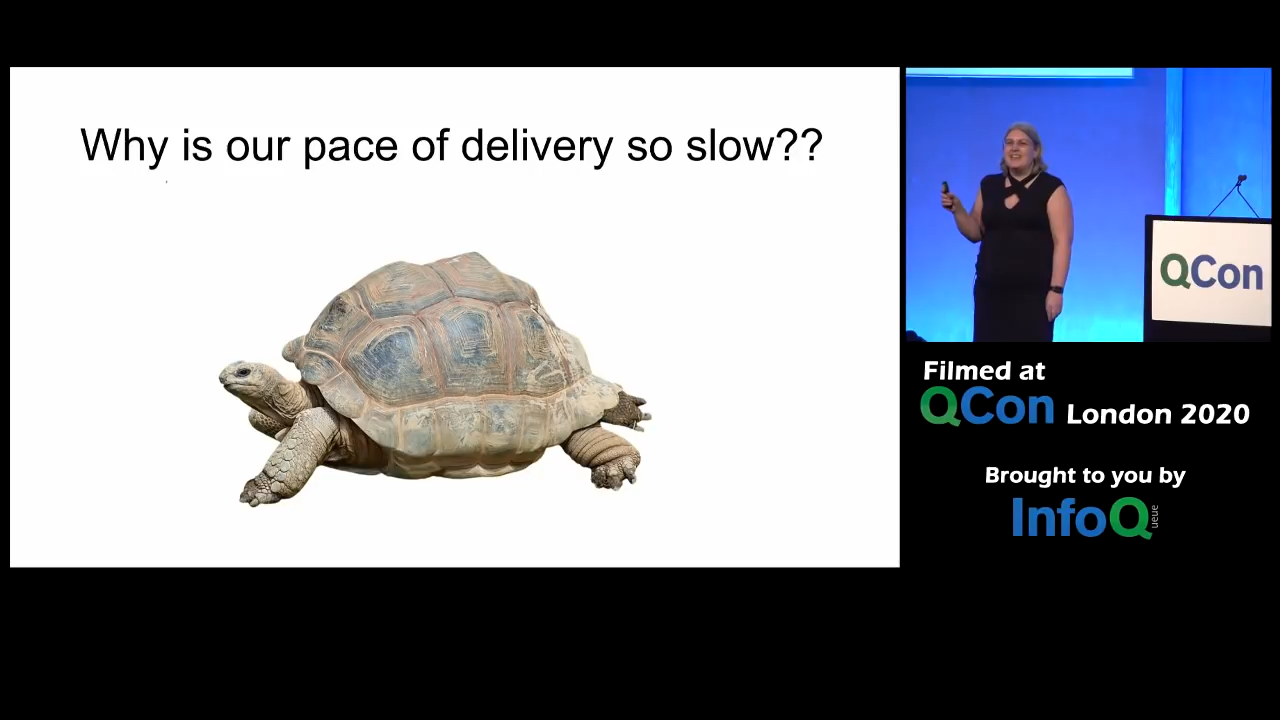 Why is our pace of delivery so slow??
QCon
Filmed at
QCon London 2020
Brought to you by
InfoQ
ueue